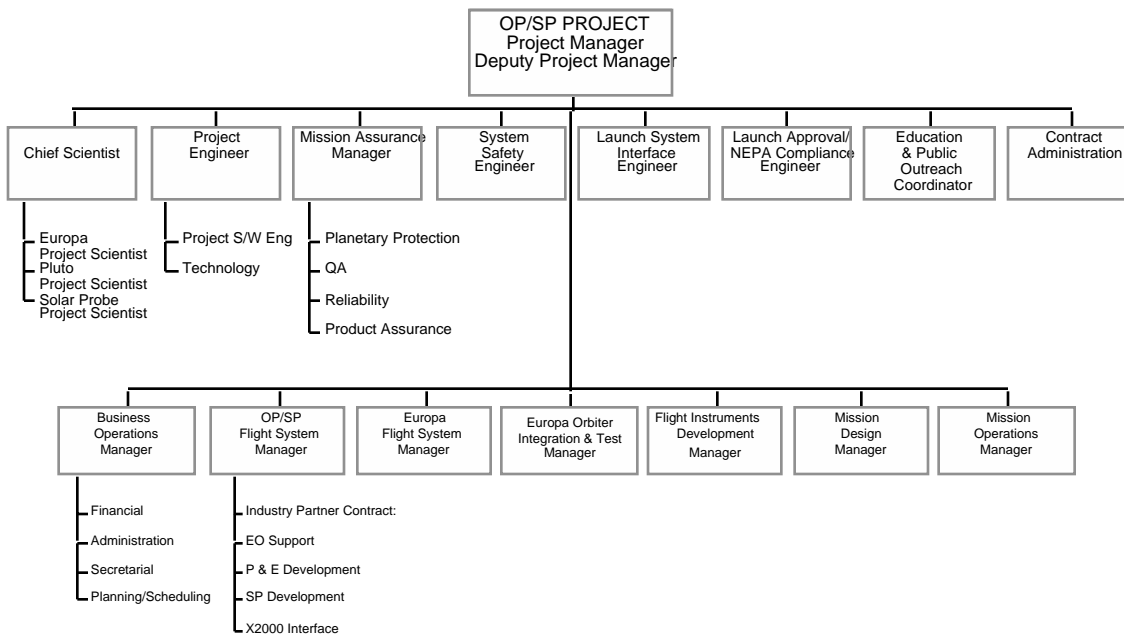 OP/SP PROJECT
Project Manager
Deputy Project Manager
Chief Scientist
Project
Engineer
Mission Assurance
Manager
System
Safety
Engineer
Launch System
Interface
Engineer
Launch Approval/
NEPA Compliance
Engineer
Education
& Public
Outreach
Coordinator
Contract
Administration
Europa
Project Scientist
Pluto
Project Scientist
Solar Probe
Project Scientist
Project S/W Eng
Technology
Planetary Protection
QA
Reliability
Product Assurance
Business
Operations
Manager
OP/SP
Flight System
Manager
Europa
Flight System
Manager
Europa Orbiter
Integration & Test
Manager
Flight Instruments
Development
Manager
Mission
Design
Manager
Mission
Operations
Manager
Financial
Administration
Secretarial
Planning/Scheduling
Industry Partner Contract:
EO Support
P & E Development
SP Development
X2000 Interface